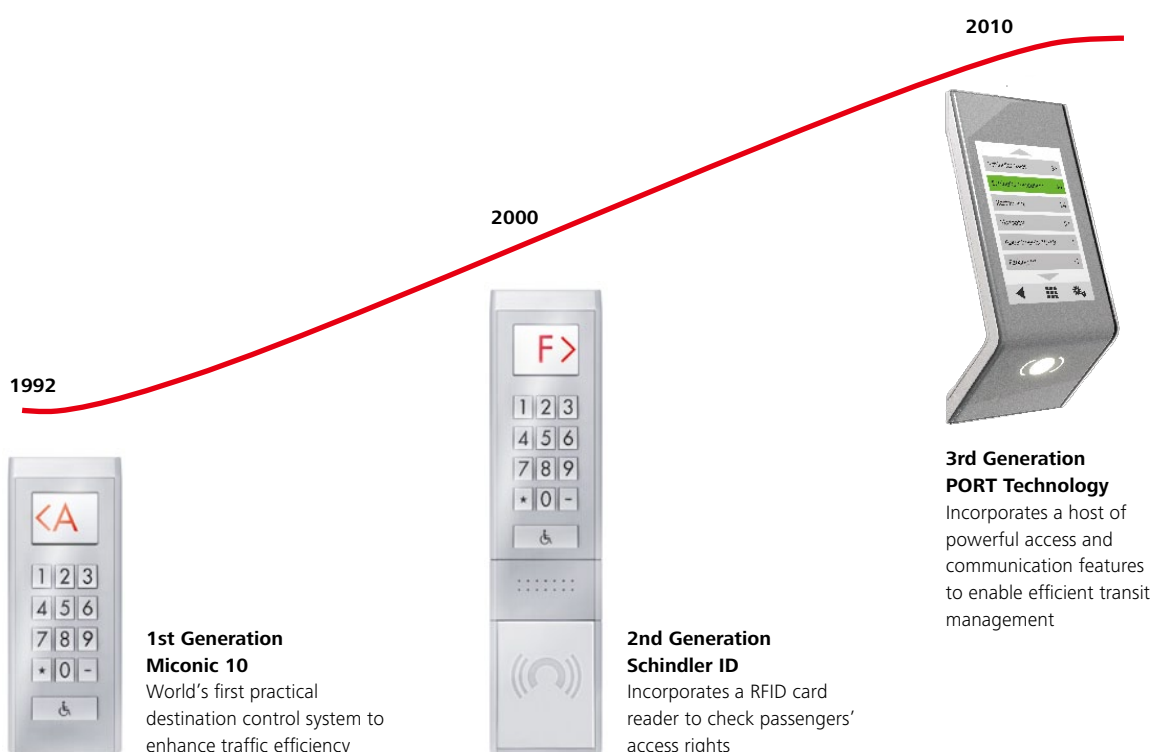 2010
2000
1992
<A
1 2 3
4 5 6
7 8 9
* 0 -
1st Generation
Miconic 10
World's first practical
destination control system to
enhance traffic efficiency
F>
1 2 3
4 5 6
7 8 9
* 0 -
2nd Generation
Schindler ID
Incorporates a RFID card
reader to check passengers'
access rights
3rd Generation
PORT Technology
Incorporates a host of
powerful access and
communication features
to enable efficient transit
management